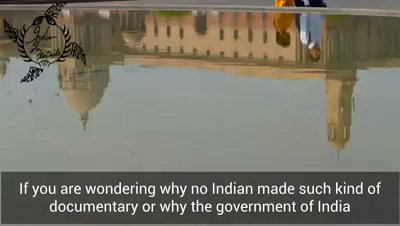 If you are wondering why no Indian made such kind of
documentary or why the government of India